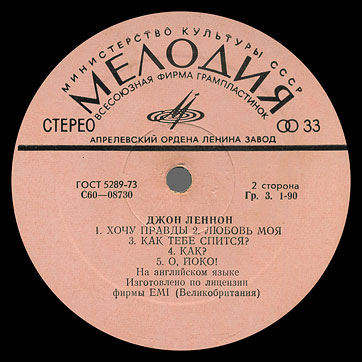 МИНИСТЕРСТВО КУЛЬТУРЫ СССР
МЕЛОДИЯ
ВСЕСОЮЗНАЯ ФИРМА ГРАМПЛАСТИНОК
СТЕРЕО 33
АПРЕЛЕВСКИЙ ОРДЕНА ЛЕНИНА ЗАВОД
ГОСТ 5289-73 2 сторона
С60—08730 Гр. 3. 1-90
ДЖОН ЛЕННОН
1. ХОЧУ ПРАВДЫ 2. ЛЮБОВЬ МОЯ
3. КАК ТЕБЕ СПИТСЯ?
4. КАК?
5. О, ЙОКО!
На английском языке
Изготовлено по лицензии
фирмы EMI (Великобритания)